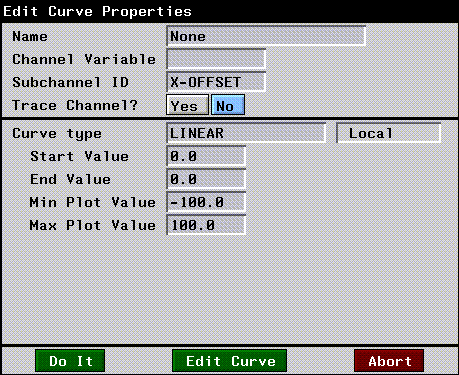 Edit Curve Properties
Name None
Channel Variable
Subchannel ID X-OFFSET
Trace Channel? Yes No
Curve type LINEAR Local
Start Value 0.0
End Value 0.0
Min Plot Value -100.0
Max Plot Value 100.0
Do It Edit Curve Abort